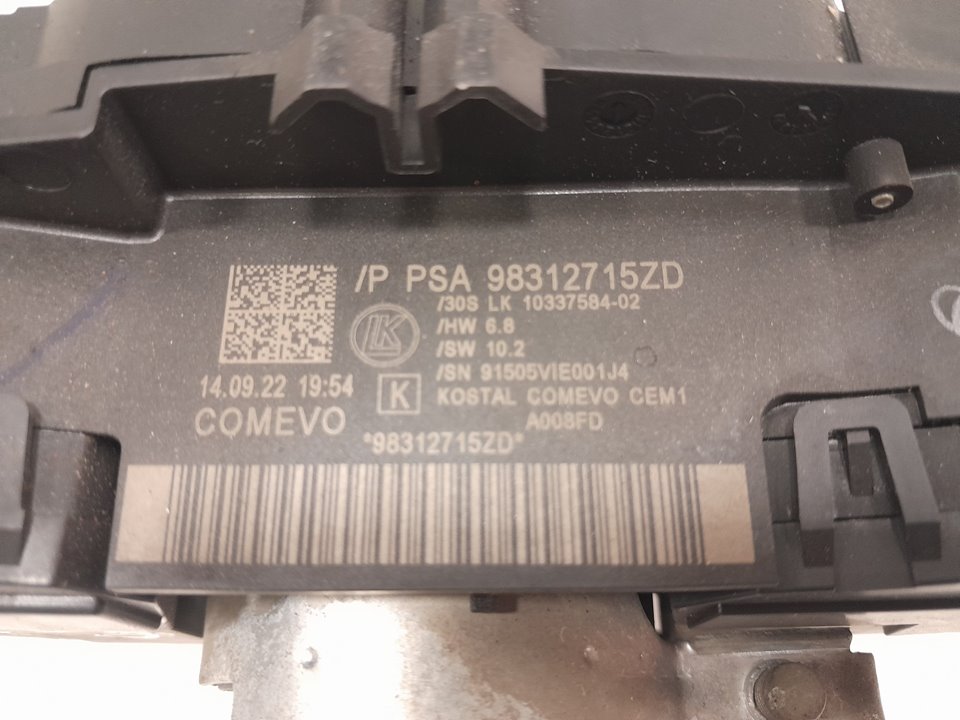 /P PSA 98312715ZD
/30S LK 10337584-02
LK
/HW 6.8
/SW 10.2
/SN 91505VIE001J4
14.09.22 19:54
K
KOSTAL COMEVO CEM1
COMEVO
A008FD
*98312715ZD*